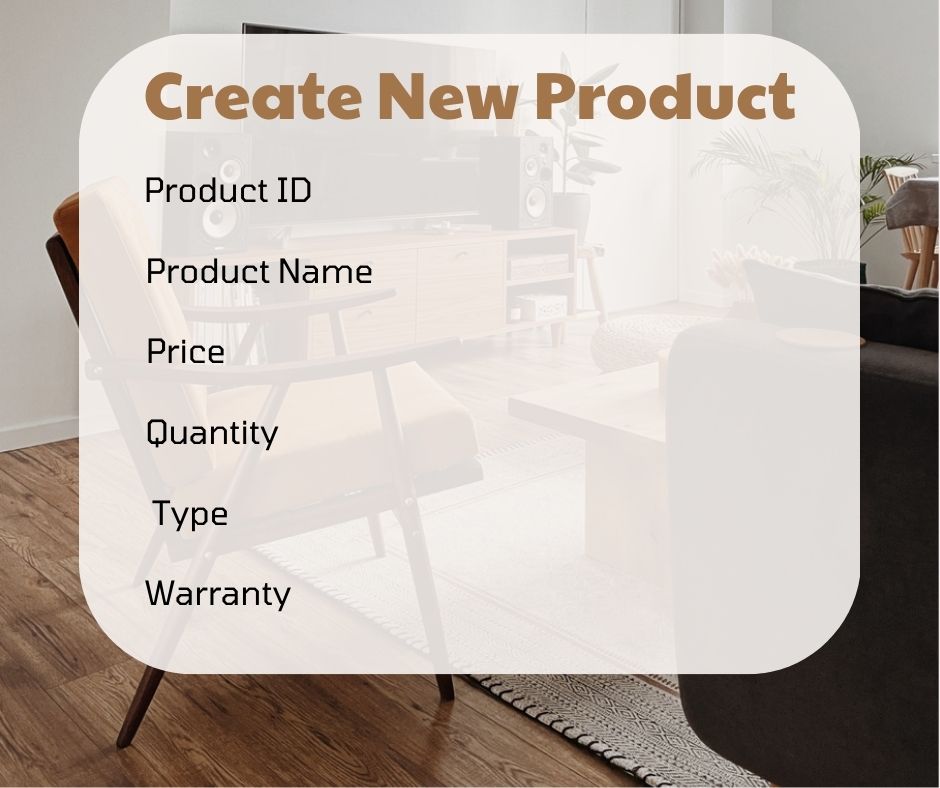 Create New Product
Product ID
Product Name
Price
Quantity
Type
Warranty